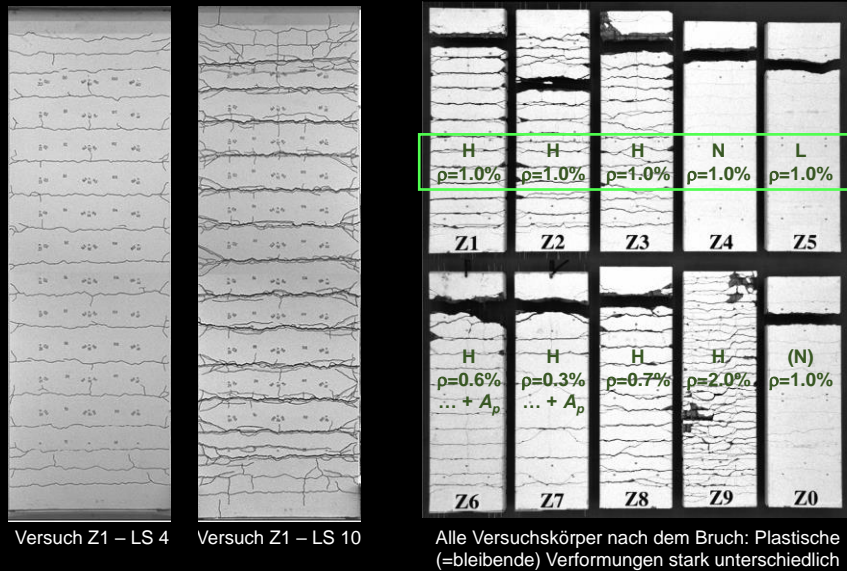 H H H N L
ρ=1.0% ρ=1.0% ρ=1.0% ρ=1.0% ρ=1.0%
Z1 Z2 Z3 Z4 Z5
H H H H (N)
ρ=0.6% ρ=0.3% ρ=0.7% ρ=2.0% ρ=1.0%
... + Ap ... + Ap
Z6 Z7 Z8 Z9 Z0
Versuch Z1 – LS 4
Versuch Z1 – LS 10
Alle Versuchskörper nach dem Bruch: Plastische
(=bleibende) Verformungen stark unterschiedlich